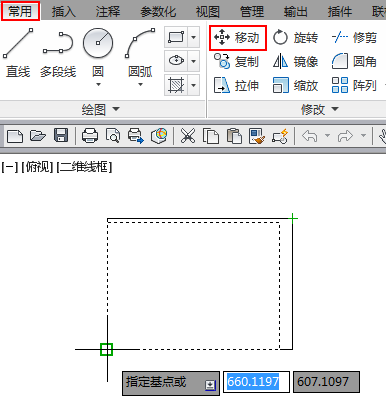 常用 插入 注释 参数化 视图 管理 输出 插件
直线 多段线 圆 圆弧 移动 旋转 修剪
复制 镜像 圆角
拉伸 缩放 阵列
绘图 修改
[−] [俯视] [二维线框]
指定基点或 660.1197 607.1097